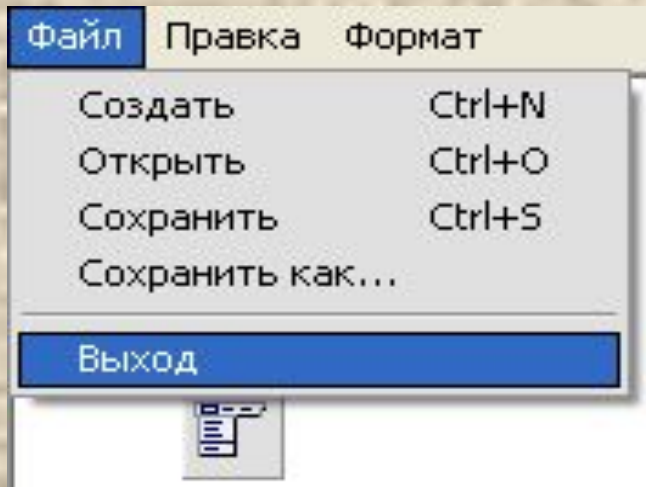 Файл Правка Формат
Создать Ctrl+N
Открыть Ctrl+O
Сохранить Ctrl+S
Сохранить как...
Выход